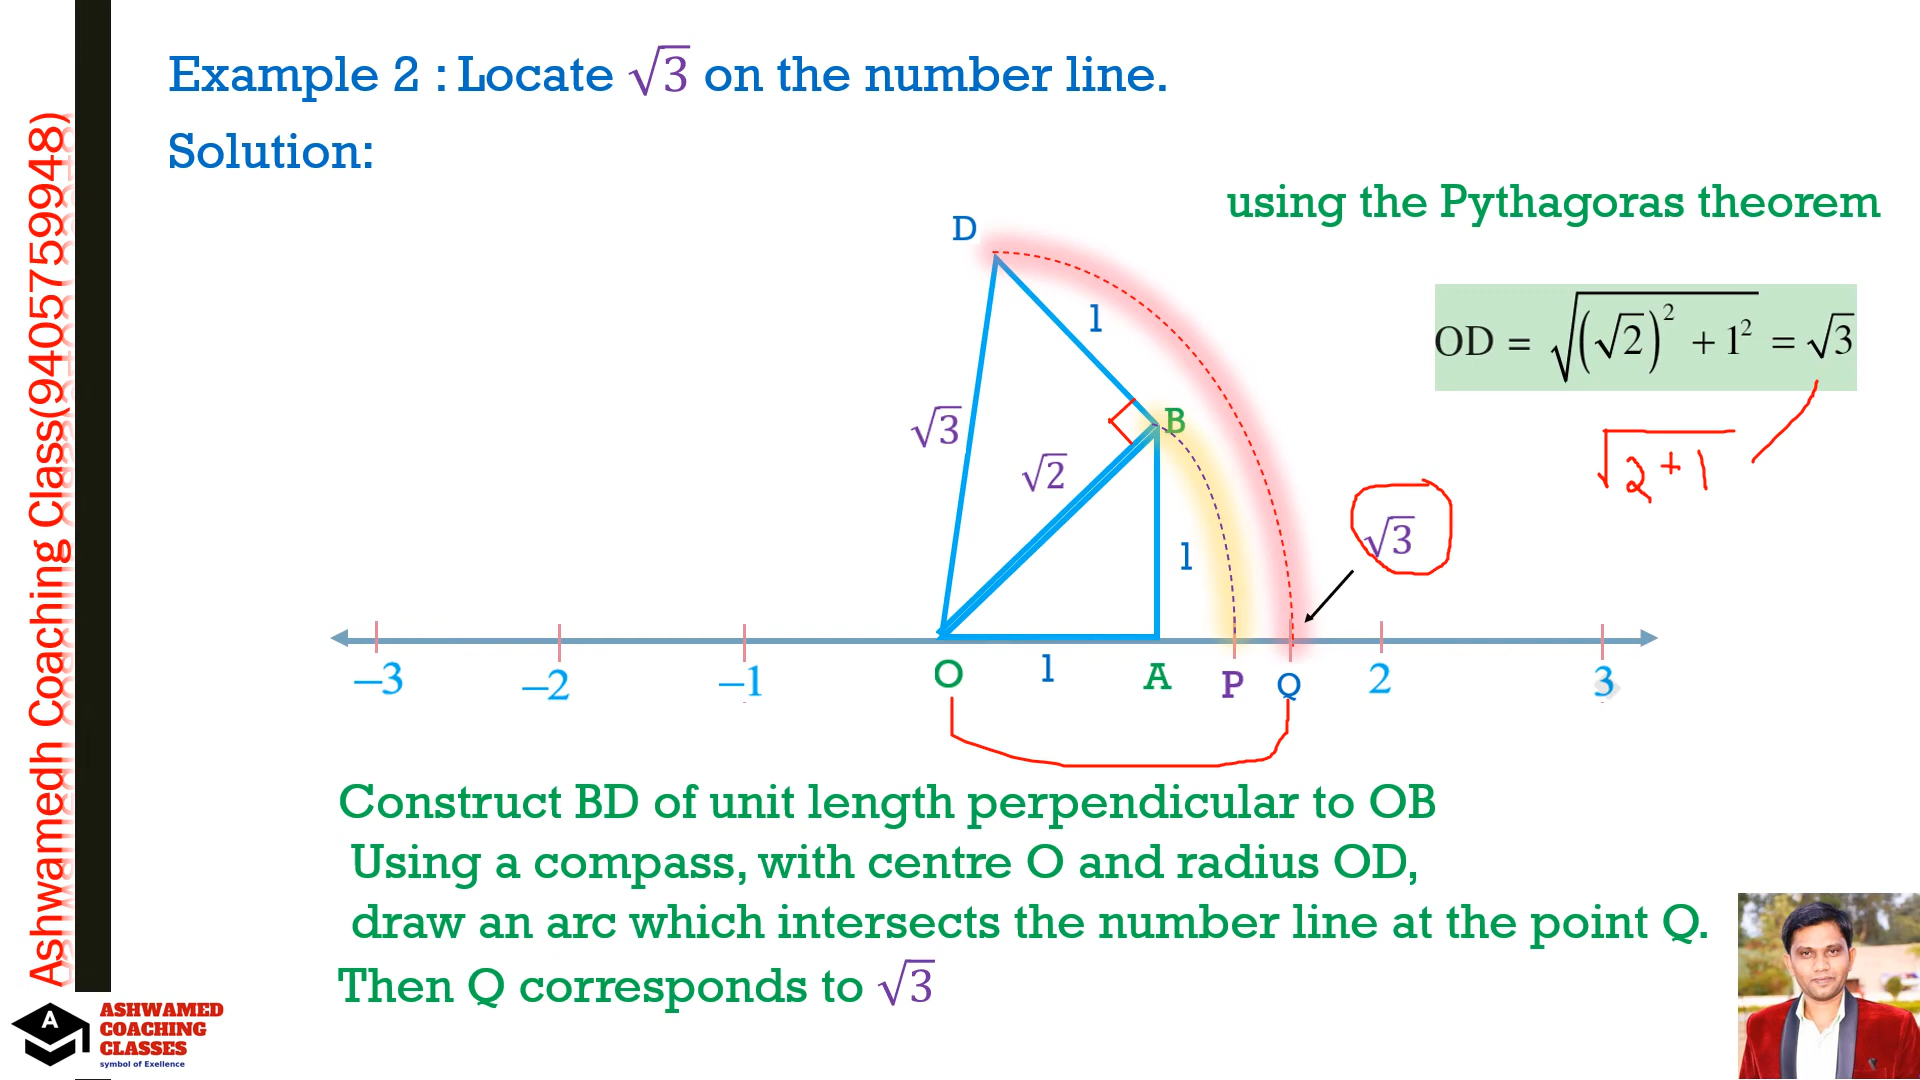 Example 2 : Locate √3 on the number line.
Solution:
using the Pythagoras theorem
OD = √((√2)² + 1²) = √3
√2+1
D
1
B
√3
√2
1
√3
−3 −2 −1 O 1 A P Q 2 3
Construct BD of unit length perpendicular to OB
Using a compass, with centre O and radius OD,
draw an arc which intersects the number line at the point Q.
Then Q corresponds to √3
Ashwamedh Coaching Class(9405759948)
A
ASHWAMED
COACHING
CLASSES
symbol of Exellence